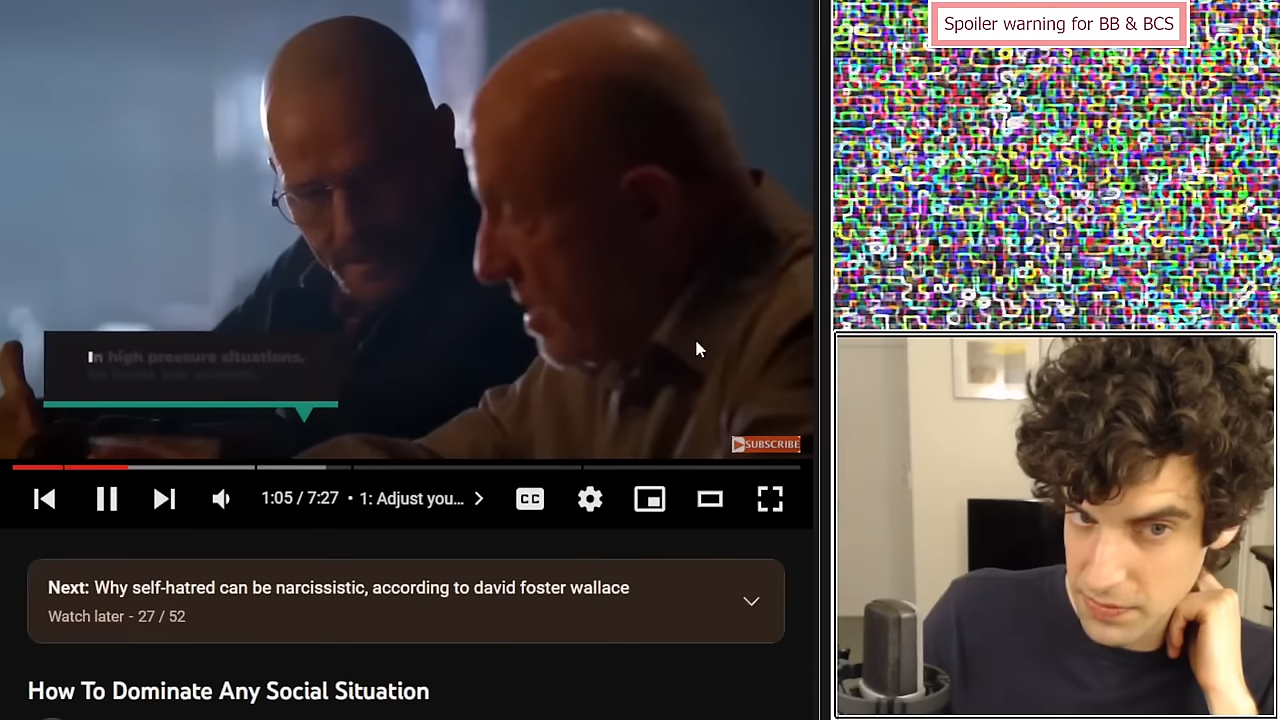 Spoiler warning for BB & BCS
In high pressure situations,
SUBSCRIBE
1:05 / 7:27 • 1: Adjust you... >
CC
Next: Why self-hatred can be narcissistic, according to david foster wallace
Watch later - 27 / 52
How To Dominate Any Social Situation